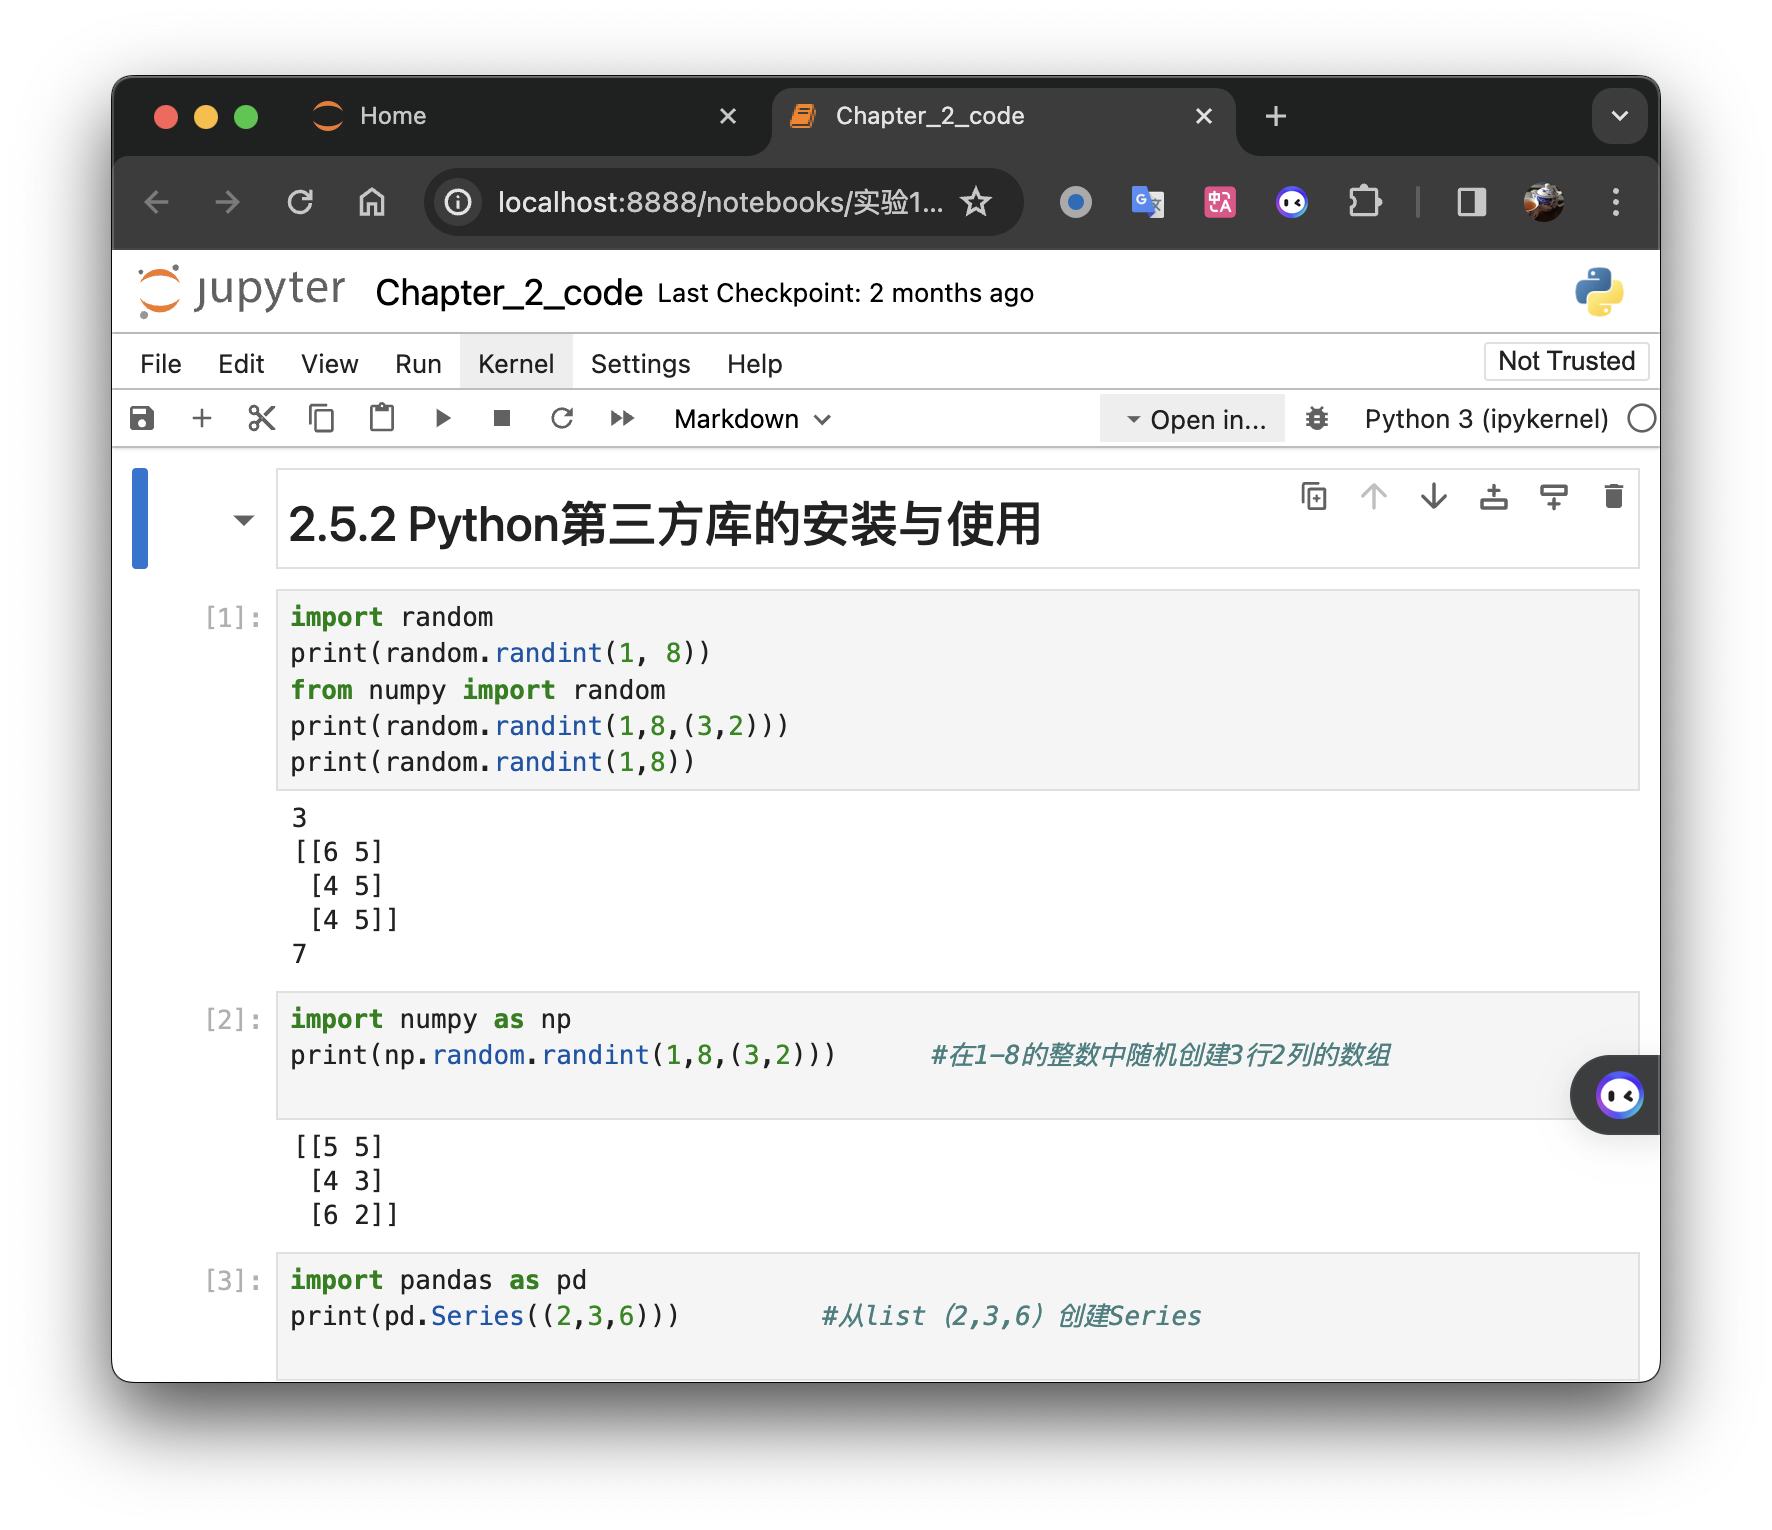 Home
Chapter_2_code
localhost:8888/notebooks/实验1...
jupyter Chapter_2_code Last Checkpoint: 2 months ago
File Edit View Run Kernel Settings Help Not Trusted
Markdown Open in... Python 3 (ipykernel)
2.5.2 Python第三方库的安装与使用
[1]: import random
print(random.randint(1, 8))
from numpy import random
print(random.randint(1,8,(3,2)))
print(random.randint(1,8))
3
[[6 5]
[4 5]
[4 5]]
7
[2]: import numpy as np
print(np.random.randint(1,8,(3,2))) #在1-8的整数中随机创建3行2列的数组
[[5 5]
[4 3]
[6 2]]
[3]: import pandas as pd
print(pd.Series((2,3,6))) #从list（2,3,6）创建Series